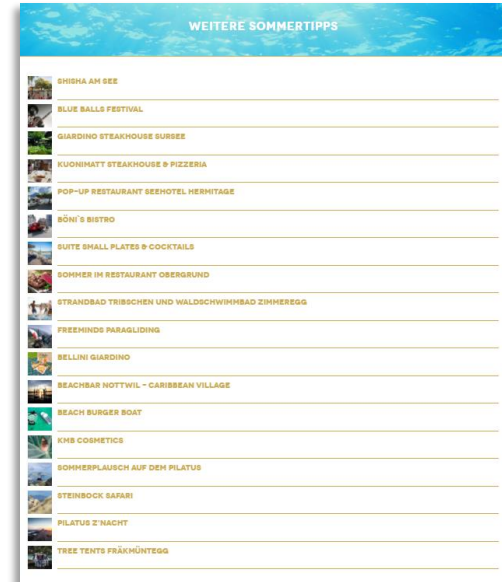 WEITERE SOMMERTIPPS
SHISHA AM SEE
BLUE BALLS FESTIVAL
GIARDINO STEAKHOUSE SURSEE
KUONIMATT STEAKHOUSE & PIZZERIA
POP-UP RESTAURANT SEEHOTEL HERMITAGE
BÖNI'S BISTRO
SUITE SMALL PLATES & COCKTAILS
SOMMER IM RESTAURANT OBERGRUND
STRANDBAD TRIBSCHEN UND WALDSCHWIMMBAD ZIMMEREGG
FREEMINDS PARAGLIDING
BELLINI GIARDINO
BEACHBAR NOTTWIL - CARIBBEAN VILLAGE
BEACH BURGER BOAT
KMB COSMETICS
SOMMERPLAUSCH AUF DEM PILATUS
STEINBOCK SAFARI
PILATUS Z'NACHT
TREE TENTS FRÄKMÜNTEGG